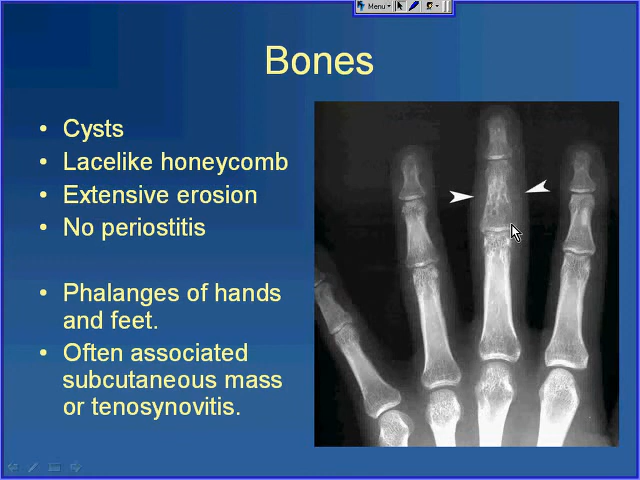 Menu
Bones
• Cysts
• Lacelike honeycomb
• Extensive erosion
• No periostitis
• Phalanges of hands
and feet.
• Often associated
subcutaneous mass
or tenosynovitis.